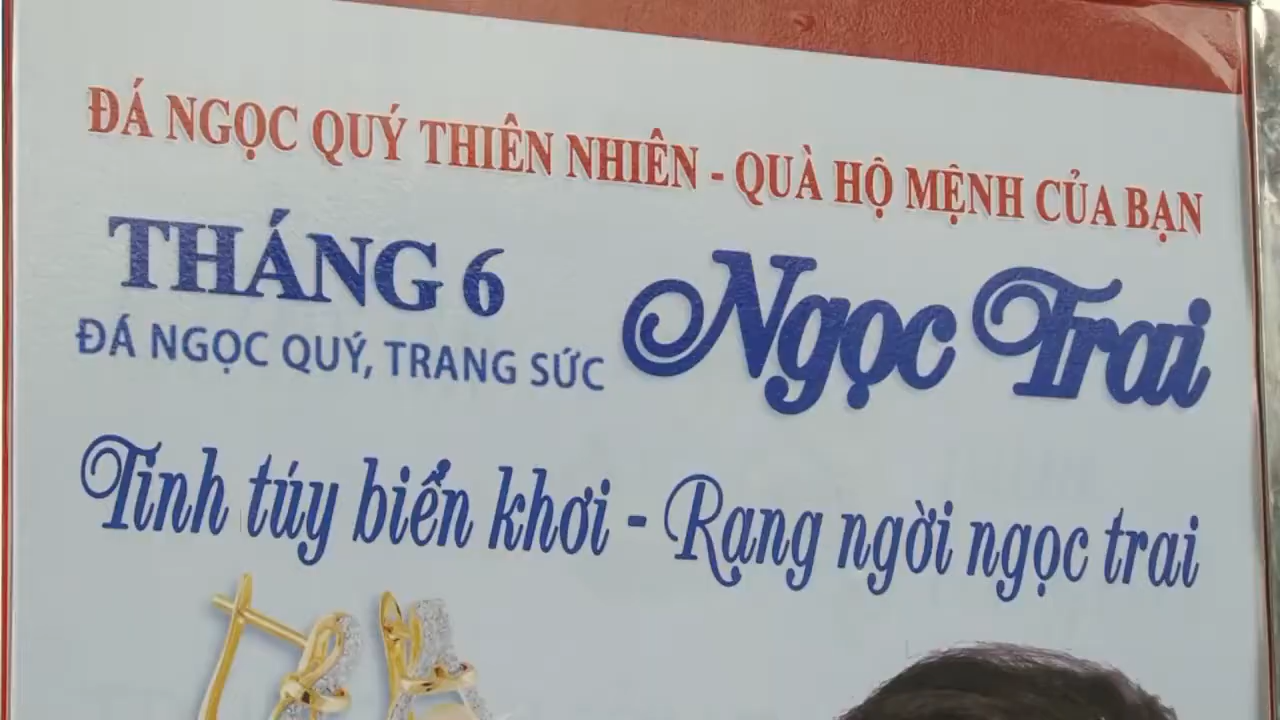 ĐÁ NGỌC QUÝ THIÊN NHIÊN - QUÀ HỘ MỆNH CỦA BẠN
THÁNG 6
ĐÁ NGỌC QUÝ, TRANG SỨC
Ngọc Trai
Tinh túy biển khơi - Rạng ngời ngọc trai